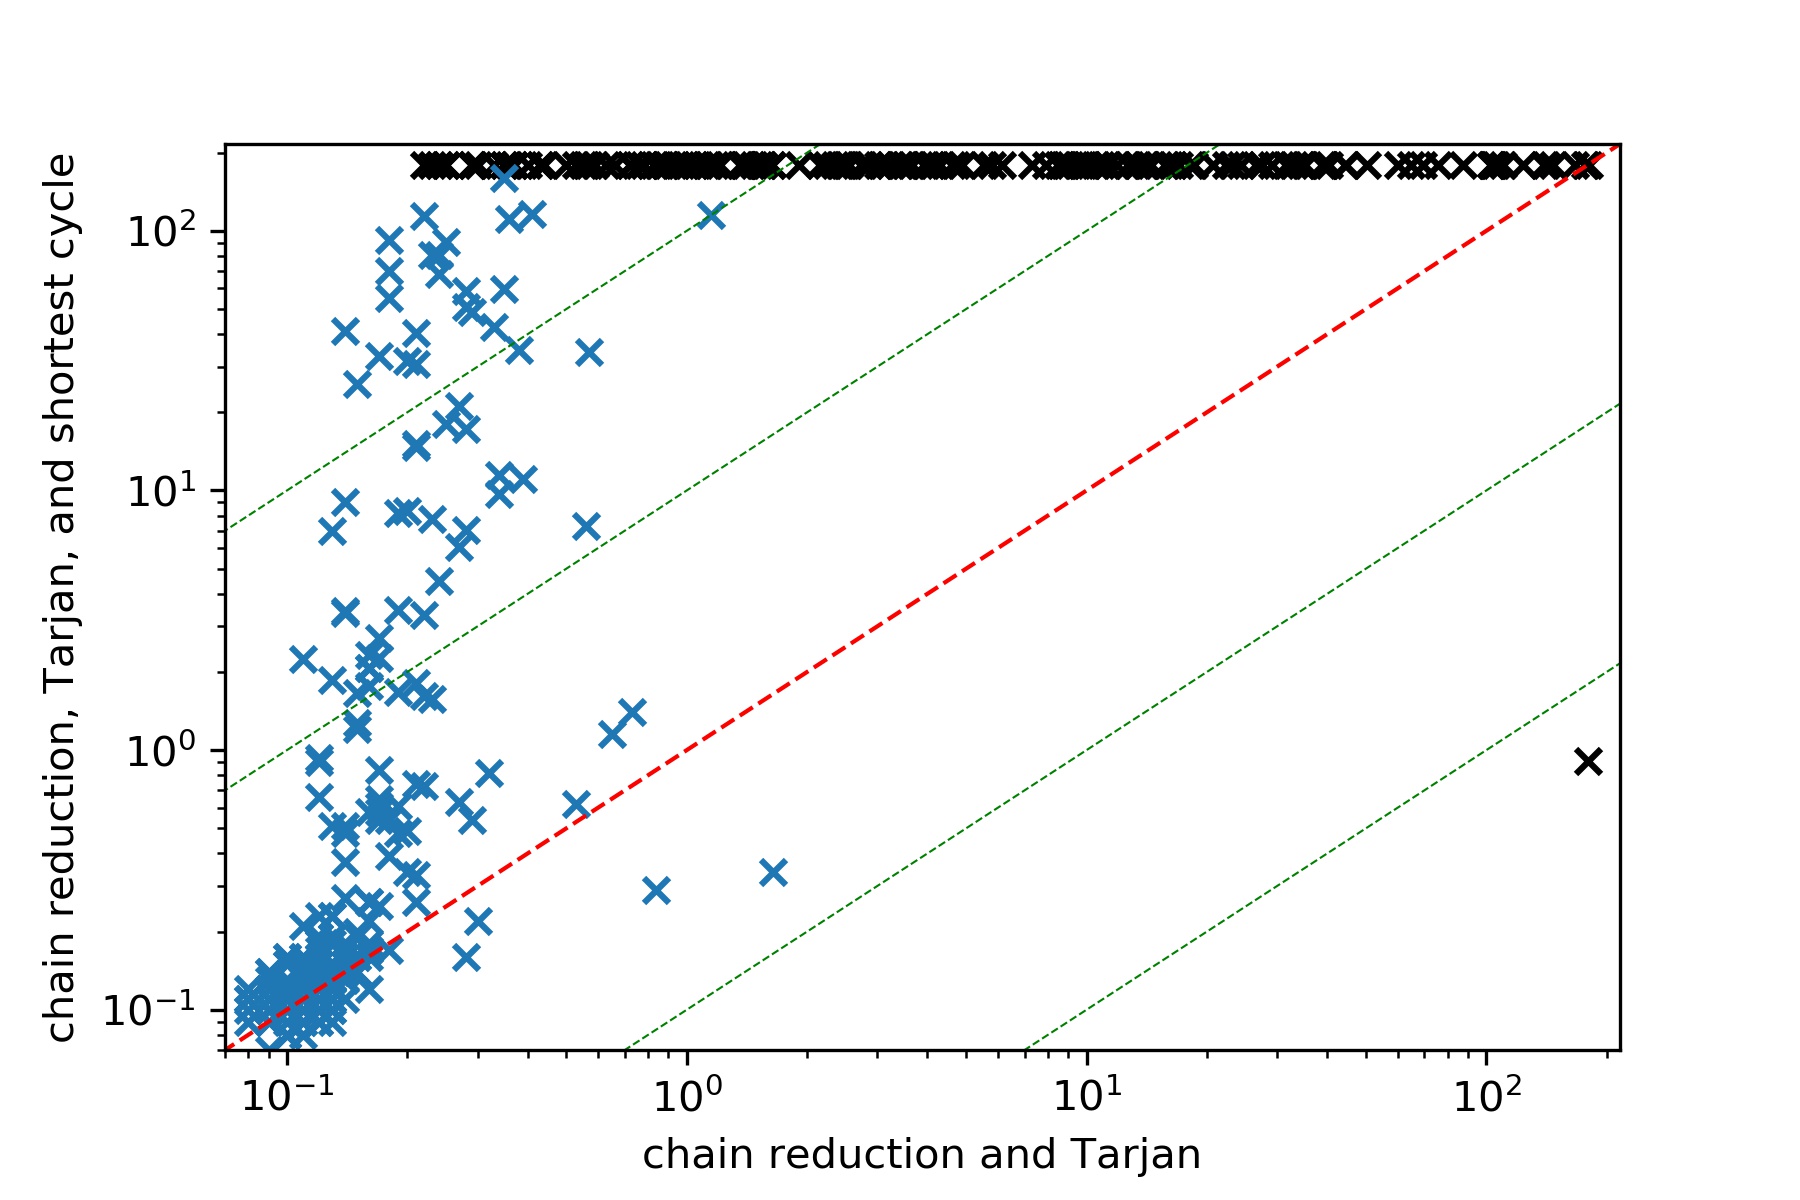 chain reduction, Tarjan, and shortest cycle
10²
10¹
10⁰
10⁻¹
10⁻¹ 10⁰ 10¹ 10²
chain reduction and Tarjan